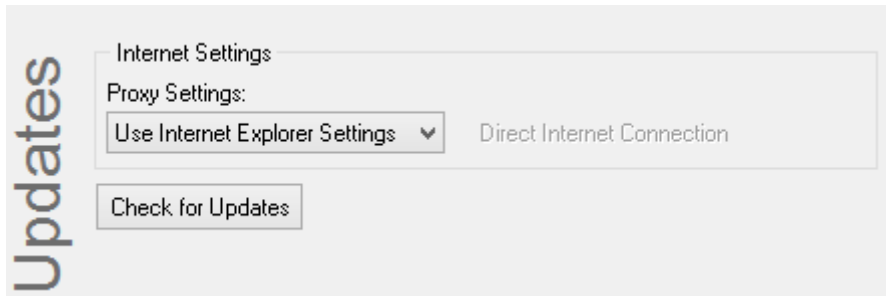 Updates
Internet Settings
Proxy Settings:
Use Internet Explorer Settings
Direct Internet Connection
Check for Updates